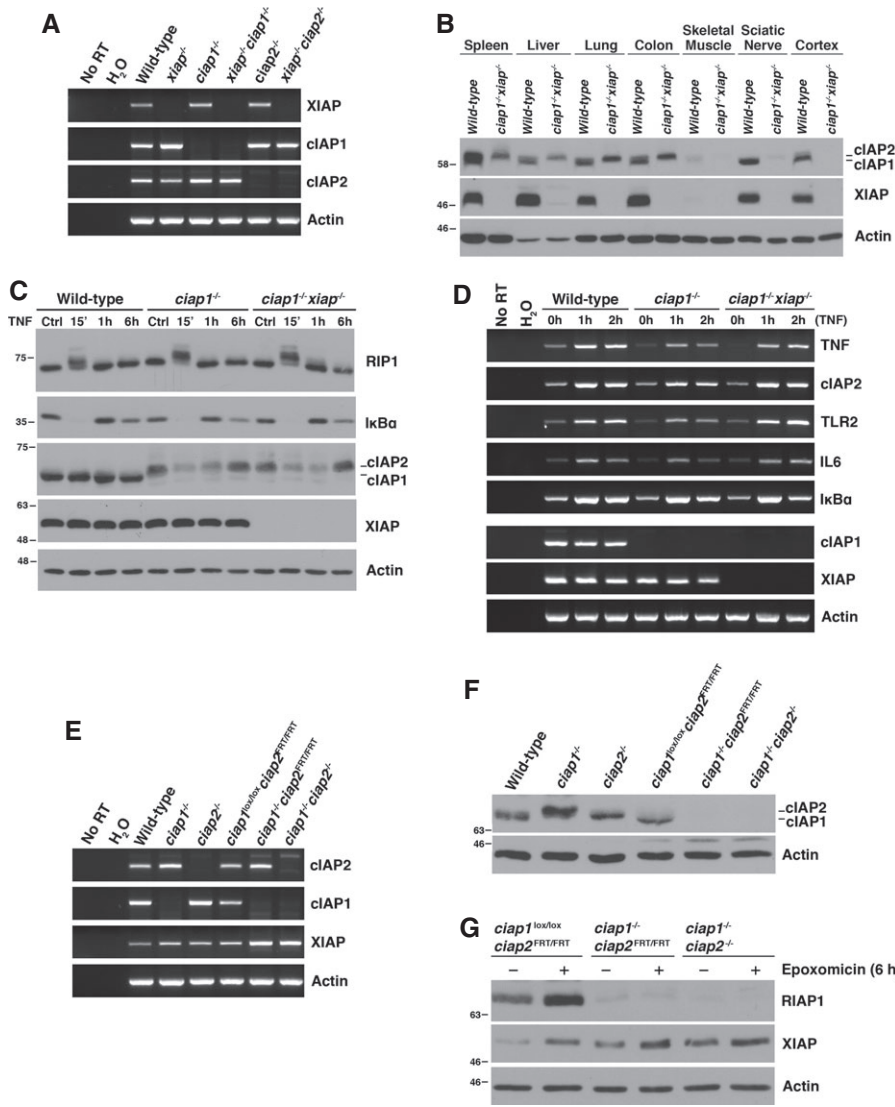 A
No RT
H2O
Wild-type
xiap-/-
ciap1-/-
xiap-/-ciap1-/-
ciap2-/-
xiap-/-ciap2-/-
XIAP
cIAP1
cIAP2
Actin
B
Spleen Liver Lung Colon Skeletal Muscle Sciatic Nerve Cortex
Wild-type
ciap1-/-xiap-/-
Wild-type
ciap1-/-xiap-/-
Wild-type
ciap1-/-xiap-/-
Wild-type
ciap1-/-xiap-/-
Wild-type
ciap1-/-xiap-/-
Wild-type
ciap1-/-xiap-/-
Wild-type
ciap1-/-xiap-/-
cIAP2
58
cIAP1
XIAP
46
46
Actin
C
Wild-type ciap1-/- ciap1-/-xiap-/-
TNF Ctrl 15' 1h 6h Ctrl 15' 1h 6h Ctrl 15' 1h 6h
75
RIP1
35
IκBα
75
cIAP2
cIAP1
63
XIAP
48
48
Actin
D
No RT
H2O
Wild-type ciap1-/- ciap1-/-xiap-/-
0h 1h 2h 0h 1h 2h 0h 1h 2h (TNF)
TNF
cIAP2
TLR2
IL6
IκBα
cIAP1
XIAP
Actin
E
No RT
H2O
Wild-type
ciap1-/-
ciap2-/-
ciap1lox/lox ciap2FRT/FRT
ciap1-/- ciap2FRT/FRT
ciap1-/- ciap2-/-
cIAP2
cIAP1
XIAP
Actin
F
Wild-type
ciap1-/-
ciap2-/-
ciap1lox/lox ciap2FRT/FRT
ciap1-/- ciap2FRT/FRT
ciap1-/- ciap2-/-
cIAP2
cIAP1
63
46
Actin
G
ciap1lox/lox ciap1-/- ciap1-/-
ciap2FRT/FRT ciap2FRT/FRT ciap2-/-
– + – + – + Epoxomicin (6 h
RIAP1
63
XIAP
46
46
Actin